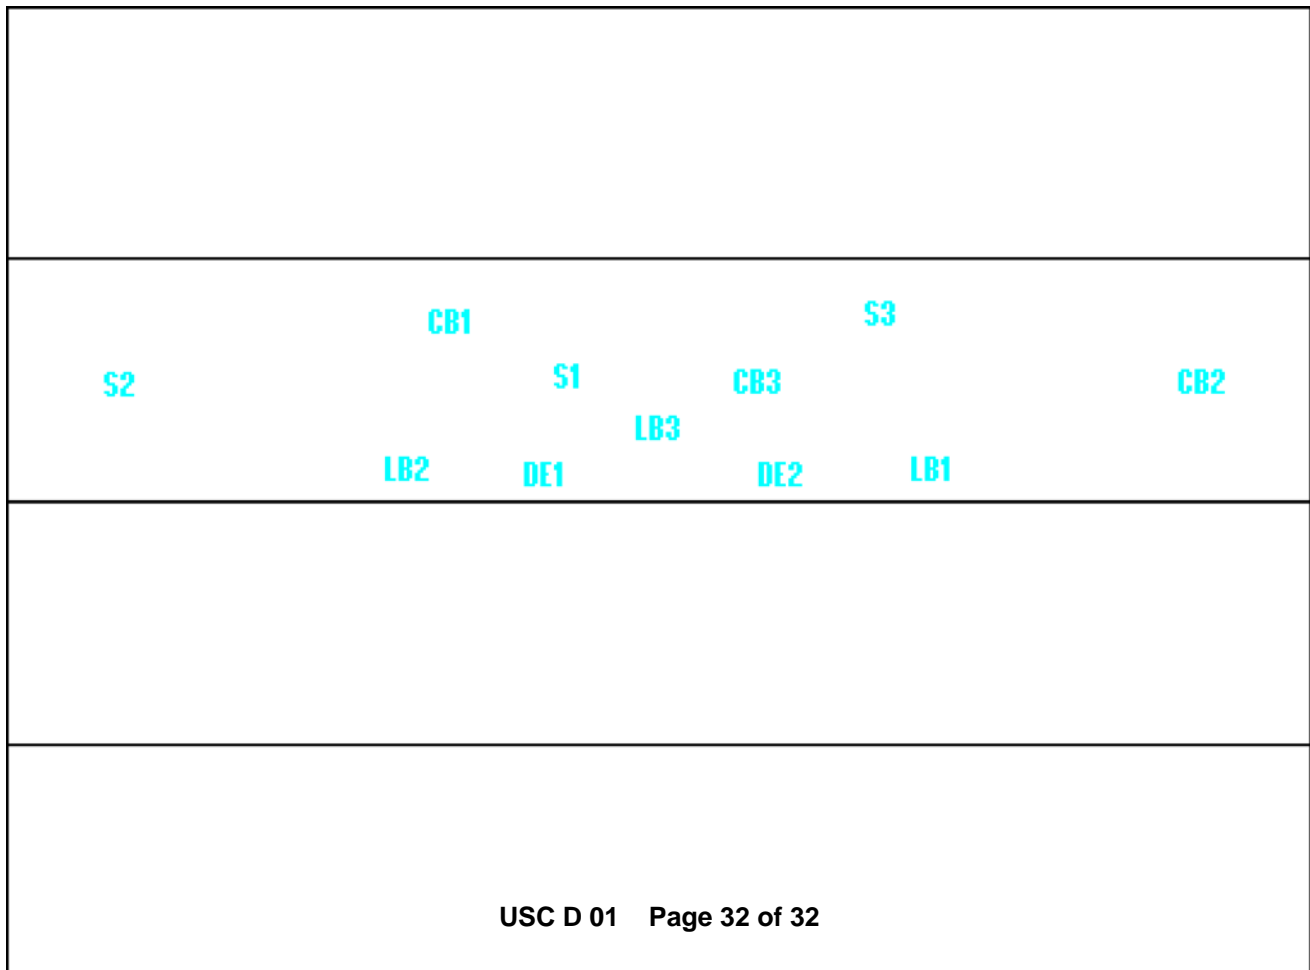 CB1 S3
S2 S1 CB3 CB2
LB3
LB2 DE1 DE2 LB1
USC D 01 Page 32 of 32